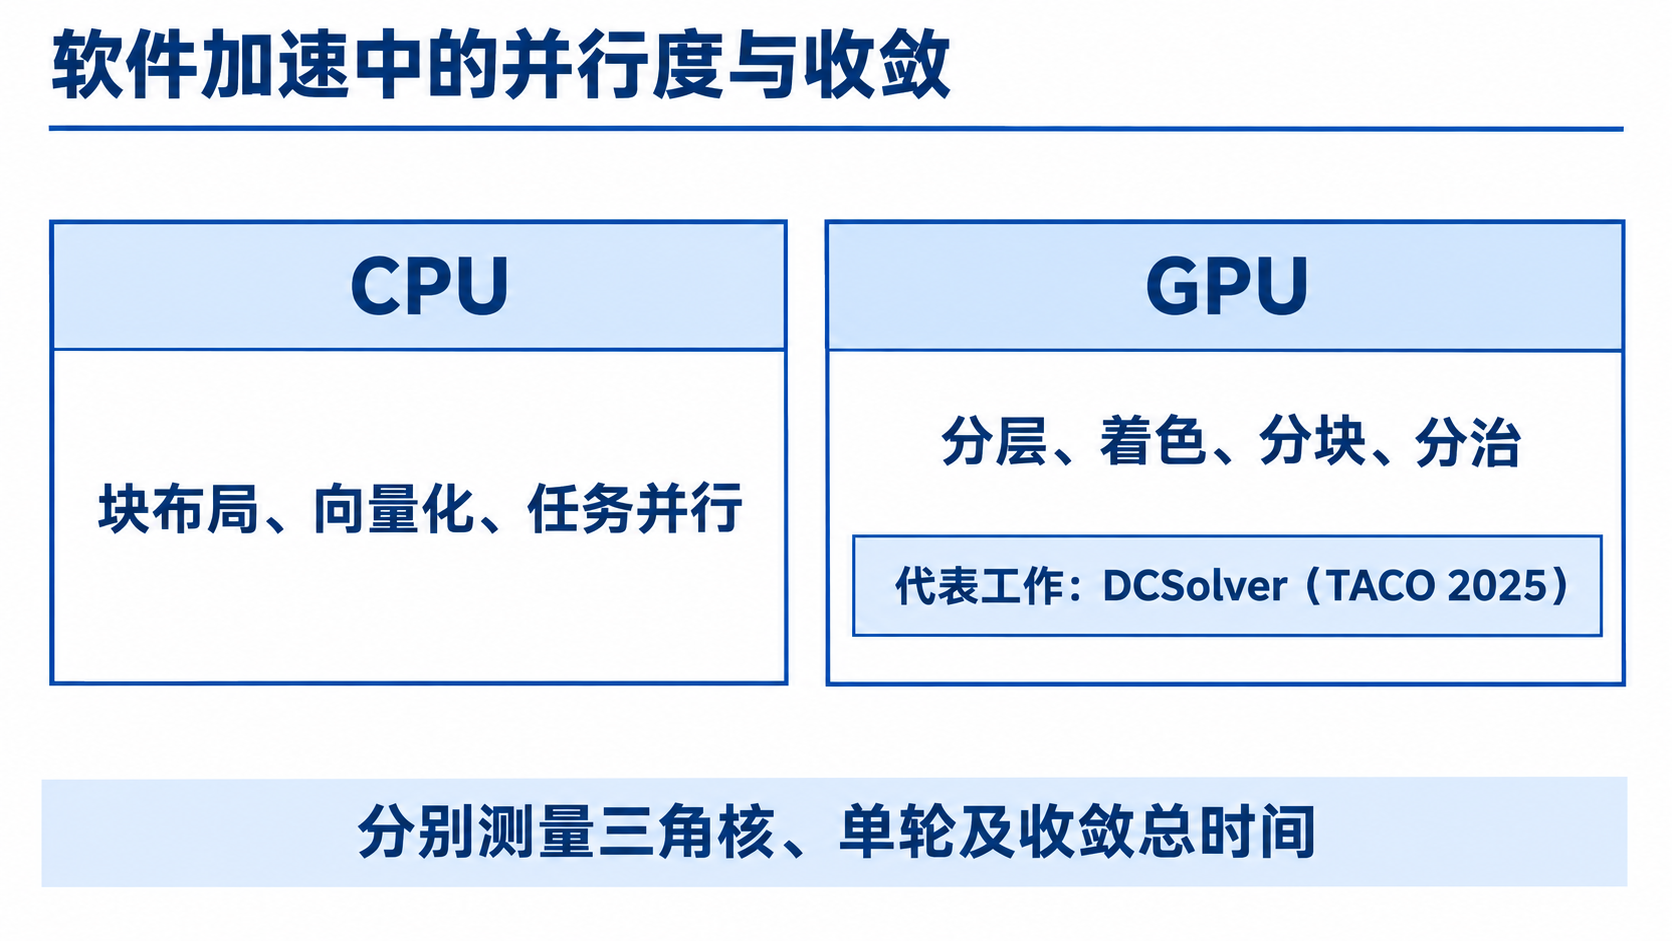 软件加速中的并行度与收敛
CPU
块布局、向量化、任务并行
GPU
分层、着色、分块、分治
代表工作：DCSolver（TACO 2025）
分别测量三角核、单轮及收敛总时间